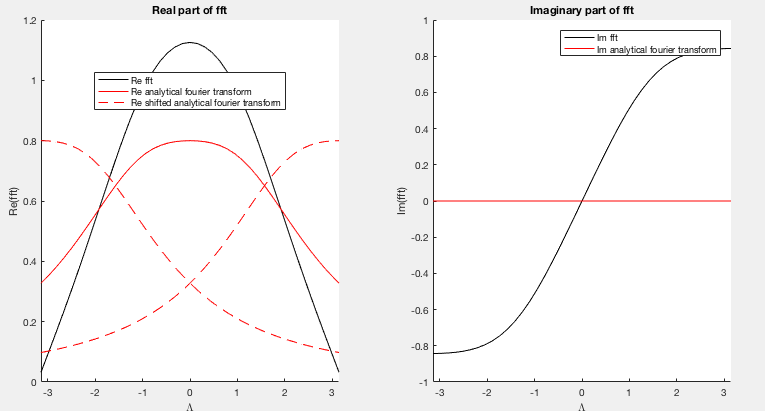 Real part of fft
1.2
1
0.8
0.6
0.4
0.2
0
Re(fft)
Re fft
Re analytical fourier transform
Re shifted analytical fourier transform
-3 -2 -1 0 1 2 3
Λ
Imaginary part of fft
1
0.8
0.6
0.4
0.2
0
-0.2
-0.4
-0.6
-0.8
-1
Im(fft)
Im fft
Im analytical fourier transform
-3 -2 -1 0 1 2 3
Λ